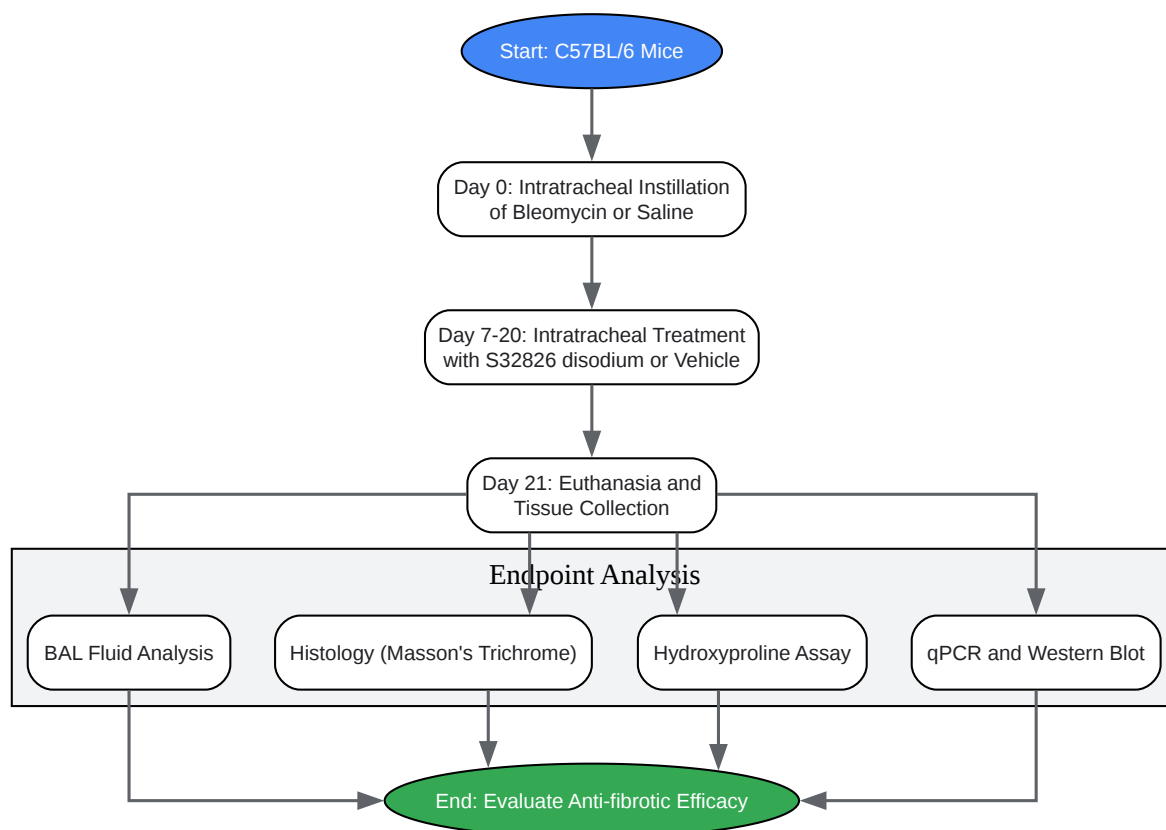 Start: C57BL/6 Mice
Day 0: Intratracheal Instillation
of Bleomycin or Saline
Day 7-20: Intratracheal Treatment
with S32826 disodium or Vehicle
Day 21: Euthanasia and
Tissue Collection
Endpoint Analysis
BAL Fluid Analysis
Histology (Masson's Trichrome)
Hydroxyproline Assay
qPCR and Western Blot
End: Evaluate Anti-fibrotic Efficacy